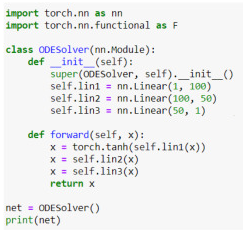 import torch.nn as nn
import torch.nn.functional as F
class ODESolver(nn.Module):
    def __init__(self):
        super(ODESolver, self).__init__()
        self.lin1 = nn.Linear(1, 100)
        self.lin2 = nn.Linear(100, 50)
        self.lin3 = nn.Linear(50, 1)
    def forward(self, x):
        x = torch.tanh(self.lin1(x))
        x = self.lin2(x)
        x = self.lin3(x)
        return x
net = ODESolver()
print(net)